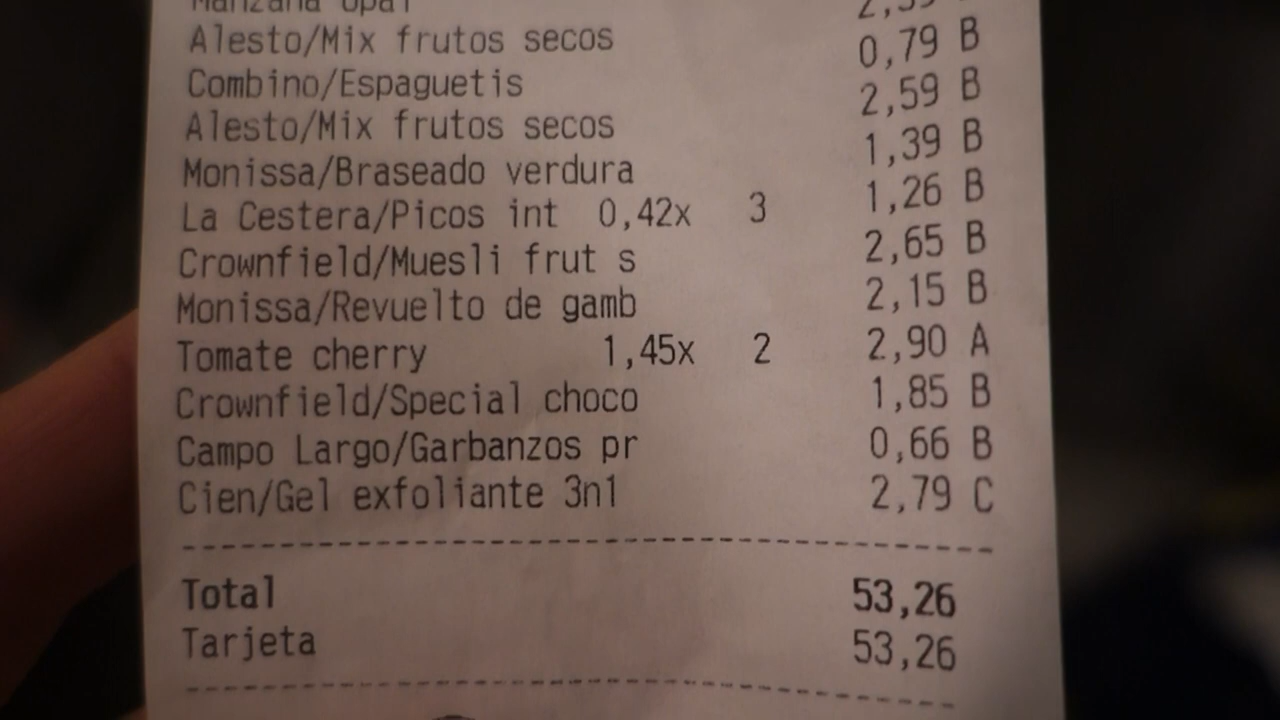 Manzana Opal
Alesto/Mix frutos secos
Combino/Espaguetis 0,79 B
Alesto/Mix frutos secos 2,59 B
Monissa/Braseado verdura 1,39 B
La Cestera/Picos int 0,42x 3 1,26 B
Crownfield/Muesli frut s 2,65 B
Monissa/Revuelto de gamb 2,15 B
Tomate cherry 1,45x 2 2,90 A
Crownfield/Special choco 1,85 B
Campo Largo/Garbanzos pr 0,66 B
Cien/Gel exfoliante 3n1 2,79 C
Total 53,26
Tarjeta 53,26